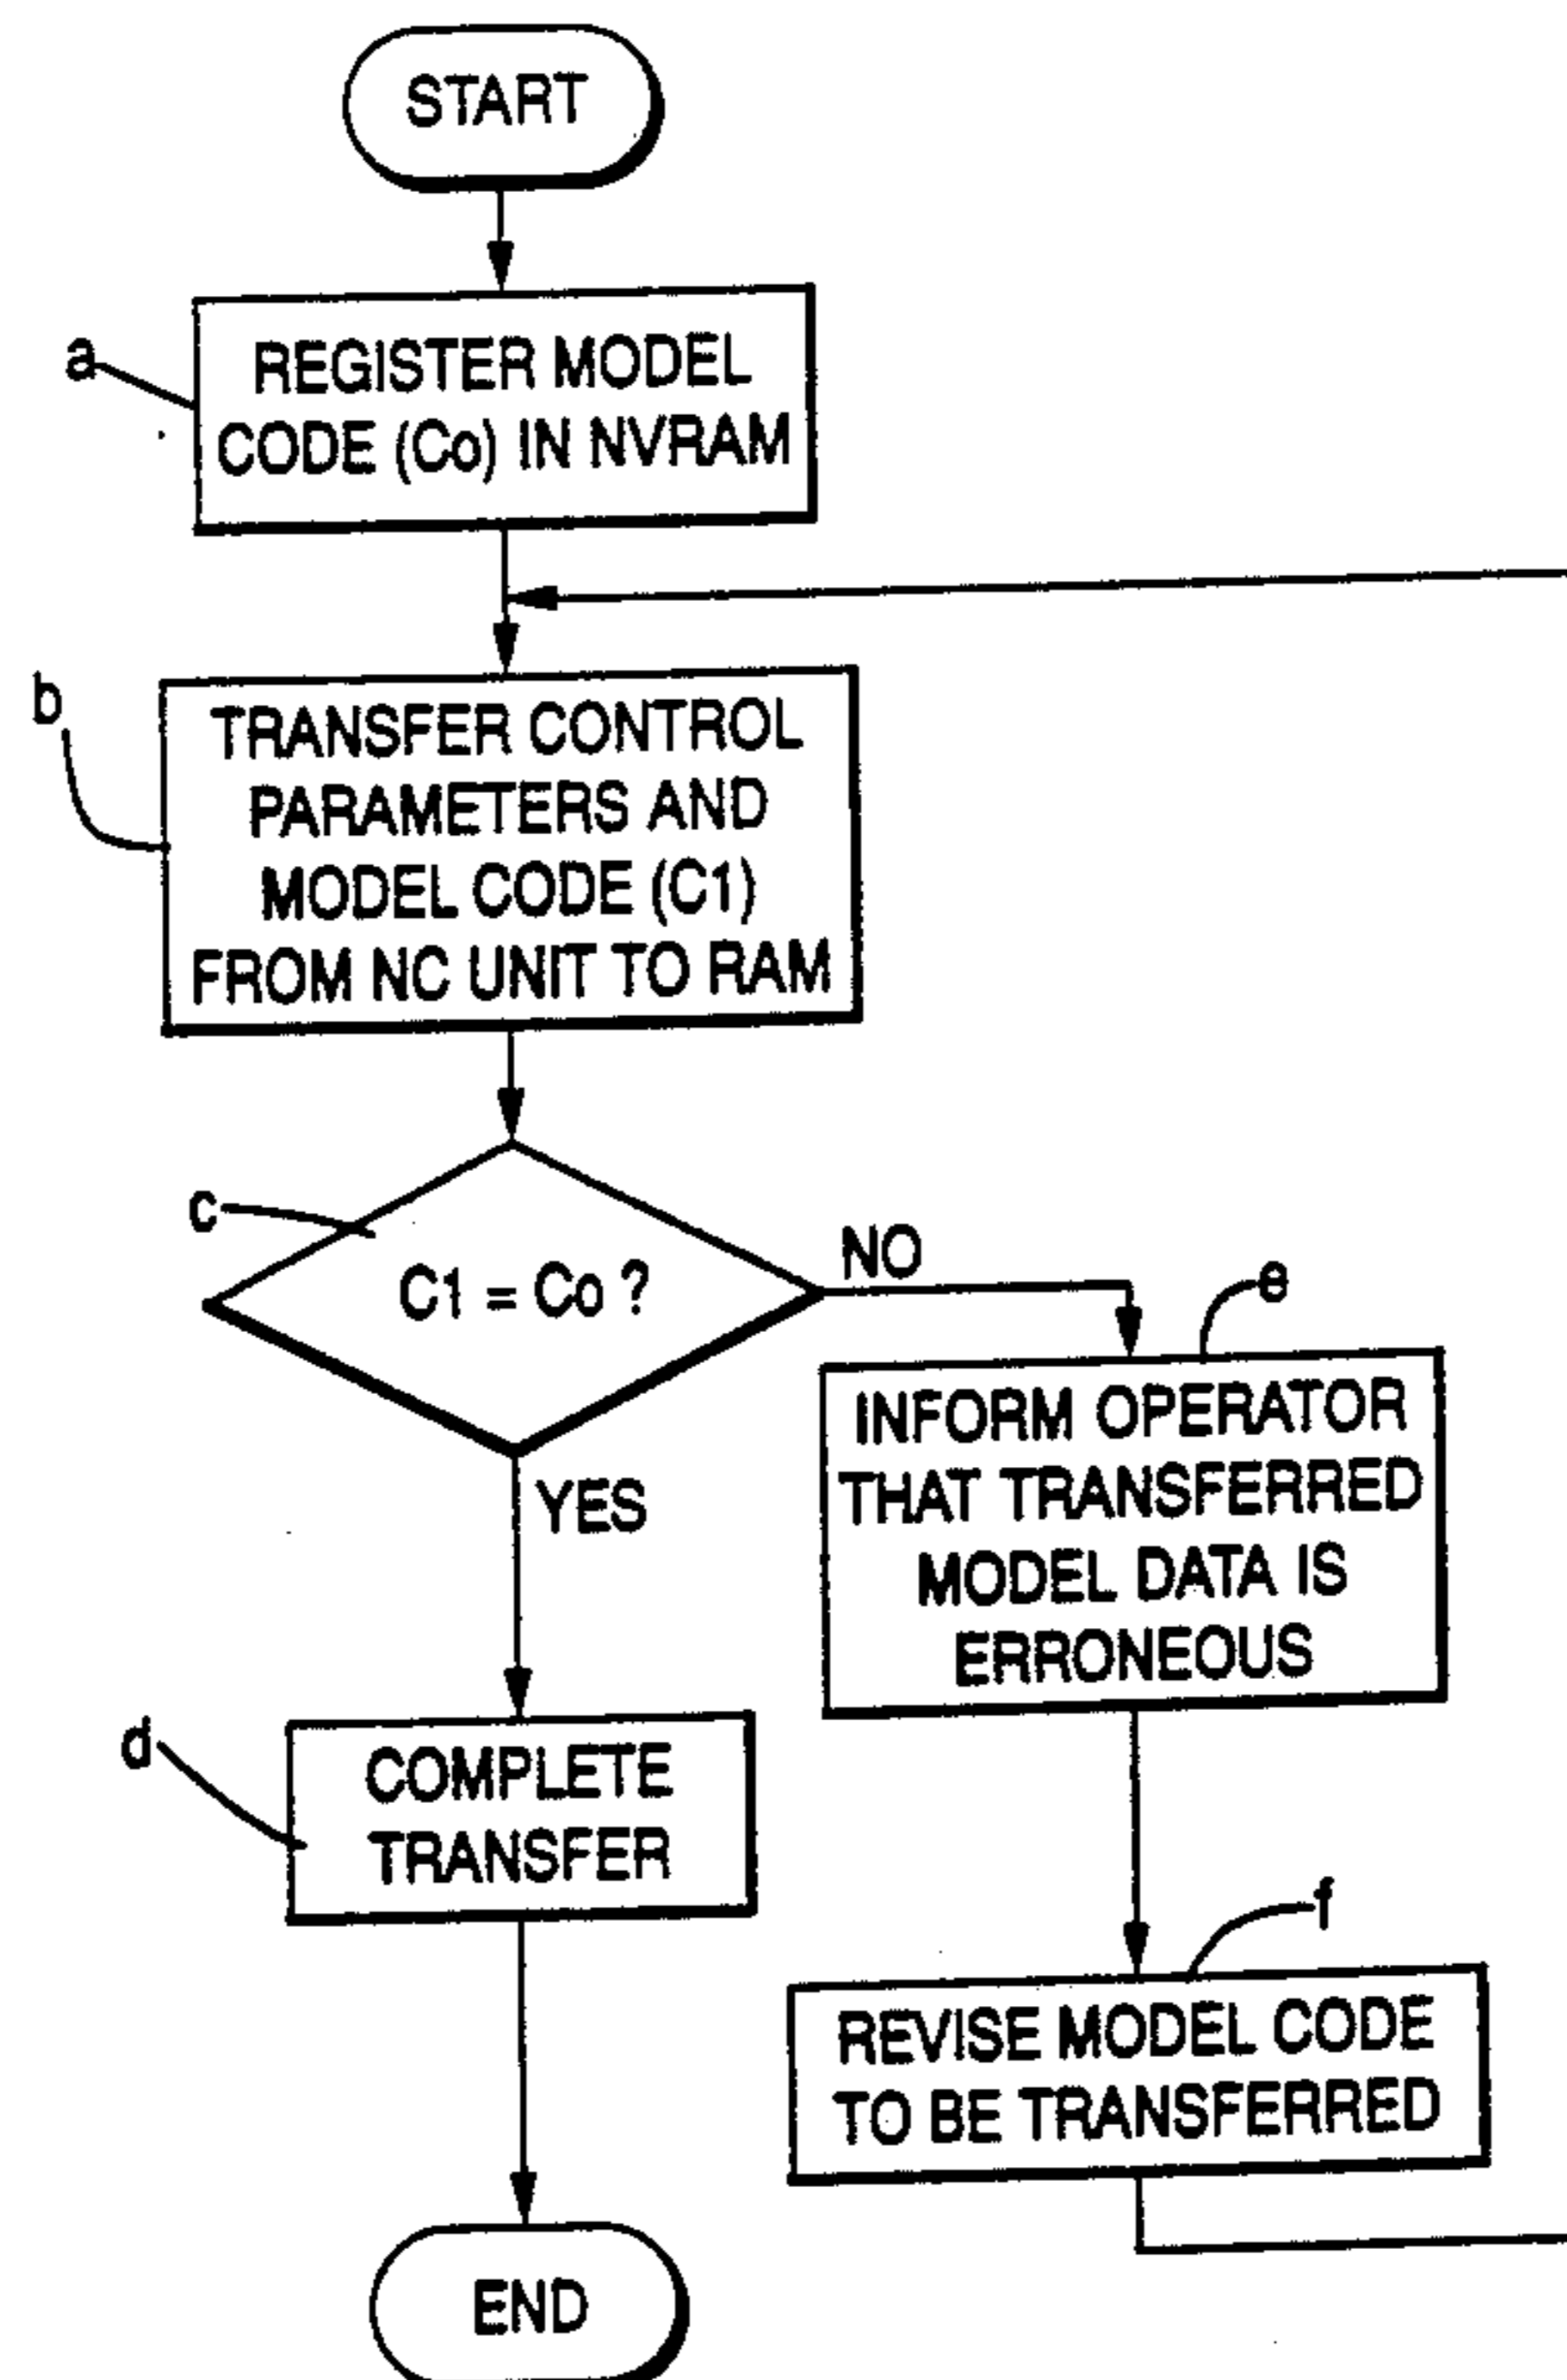 START
a
REGISTER MODEL
CODE (Co) IN NVRAM
b
TRANSFER CONTROL
PARAMETERS AND
MODEL CODE (C1)
FROM NC UNIT TO RAM
c
C1 = Co ?
NO
e
INFORM OPERATOR
THAT TRANSFERRED
MODEL DATA IS
ERRONEOUS
YES
d
COMPLETE
TRANSFER
f
REVISE MODEL CODE
TO BE TRANSFERRED
END